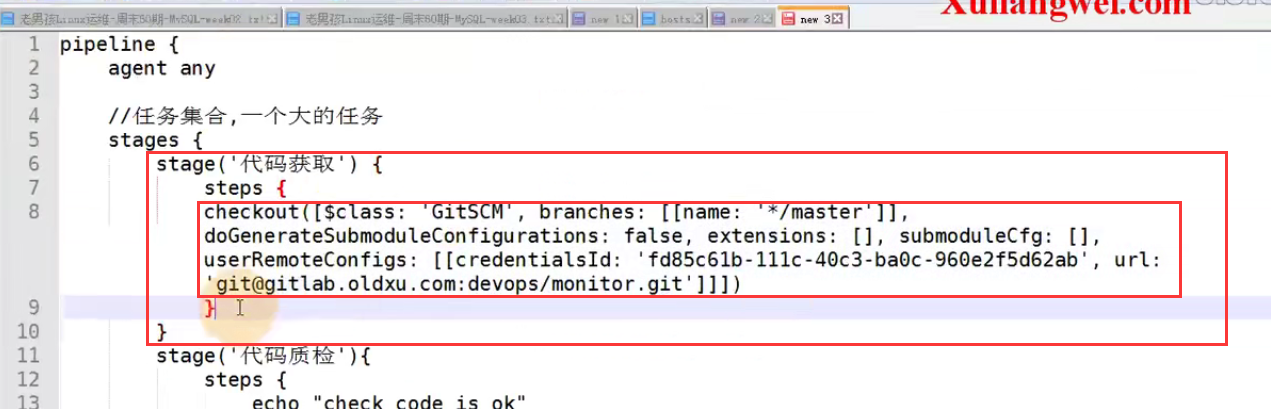 老男孩Linux运维-周末60期-MySQL-week02.txt 老男孩Linux运维-周末60期-MySQL-week03.txt new 1 hosts new 2 new 3
Xuliangwei.com
1 pipeline {
2 agent any
3
4 //任务集合,一个大的任务
5 stages {
6 stage('代码获取') {
7 steps {
8 checkout([$class: 'GitSCM', branches: [[name: '*/master']],
doGenerateSubmoduleConfigurations: false, extensions: [], submoduleCfg: [],
userRemoteConfigs: [[credentialsId: 'fd85c61b-111c-40c3-ba0c-960e2f5d62ab', url:
'git@gitlab.oldxu.com:devops/monitor.git']]])
9 }
10 }
11 stage('代码质检'){
12 steps {
13 echo "check code is ok"